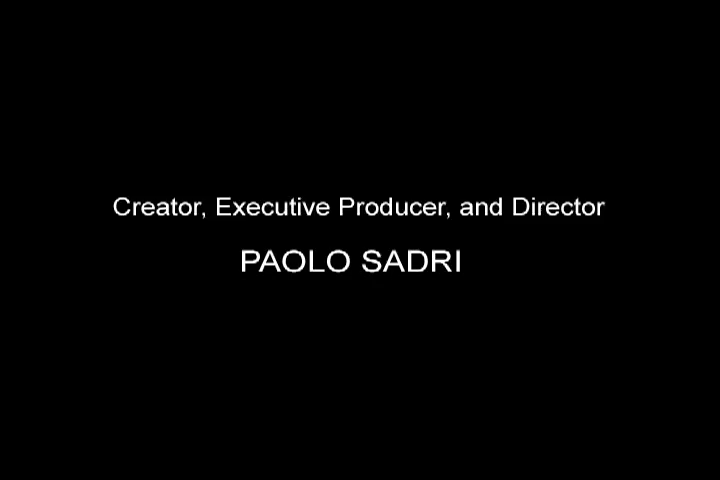 Creator, Executive Producer, and Director
PAOLO SADRI